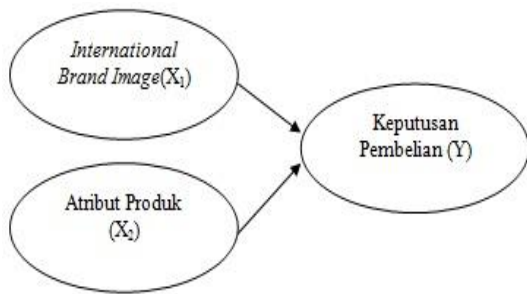 International
Brand Image(X₁)
Keputusan
Pembelian (Y)
Atribut Produk
(X₂)